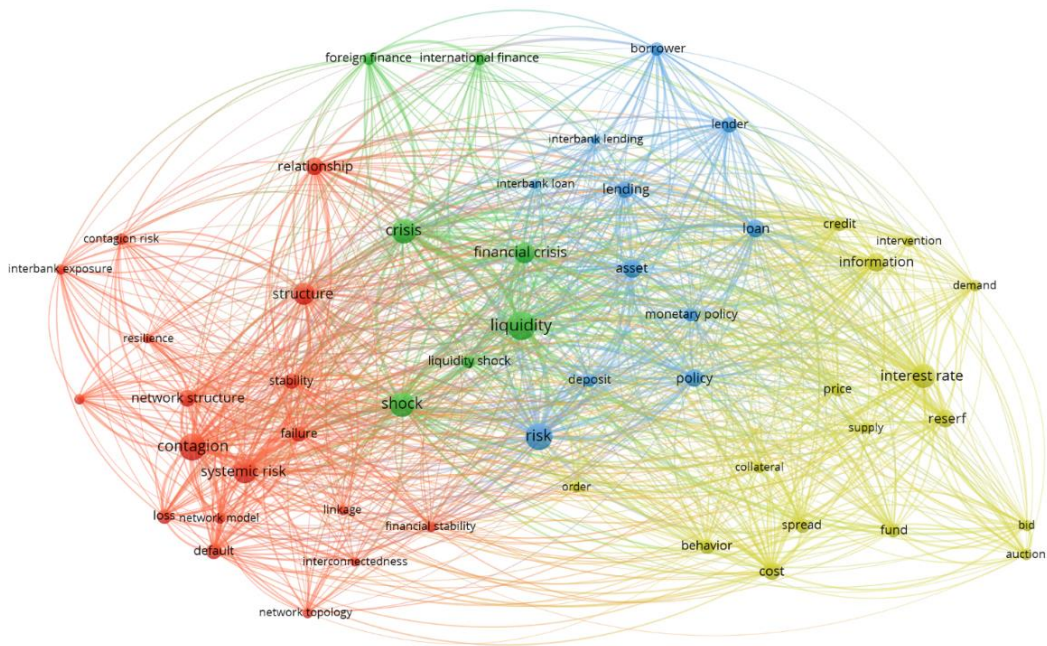 borrower
foreign finance
international finance
lender
interbank lending
relationship
interbank loan
lending
credit
crisis
loan
contagion risk
intervention
financial crisis
information
interbank exposure
asset
demand
structure
monetary policy
liquidity
resilience
liquidity shock
stability
deposit
policy
interest rate
price
network structure
shock
reserf
supply
failure
risk
contagion
systemic risk
collateral
order
linkage
loss
network model
financial stability
spread
fund
bid
behavior
default
auction
interconnectedness
cost
network topology